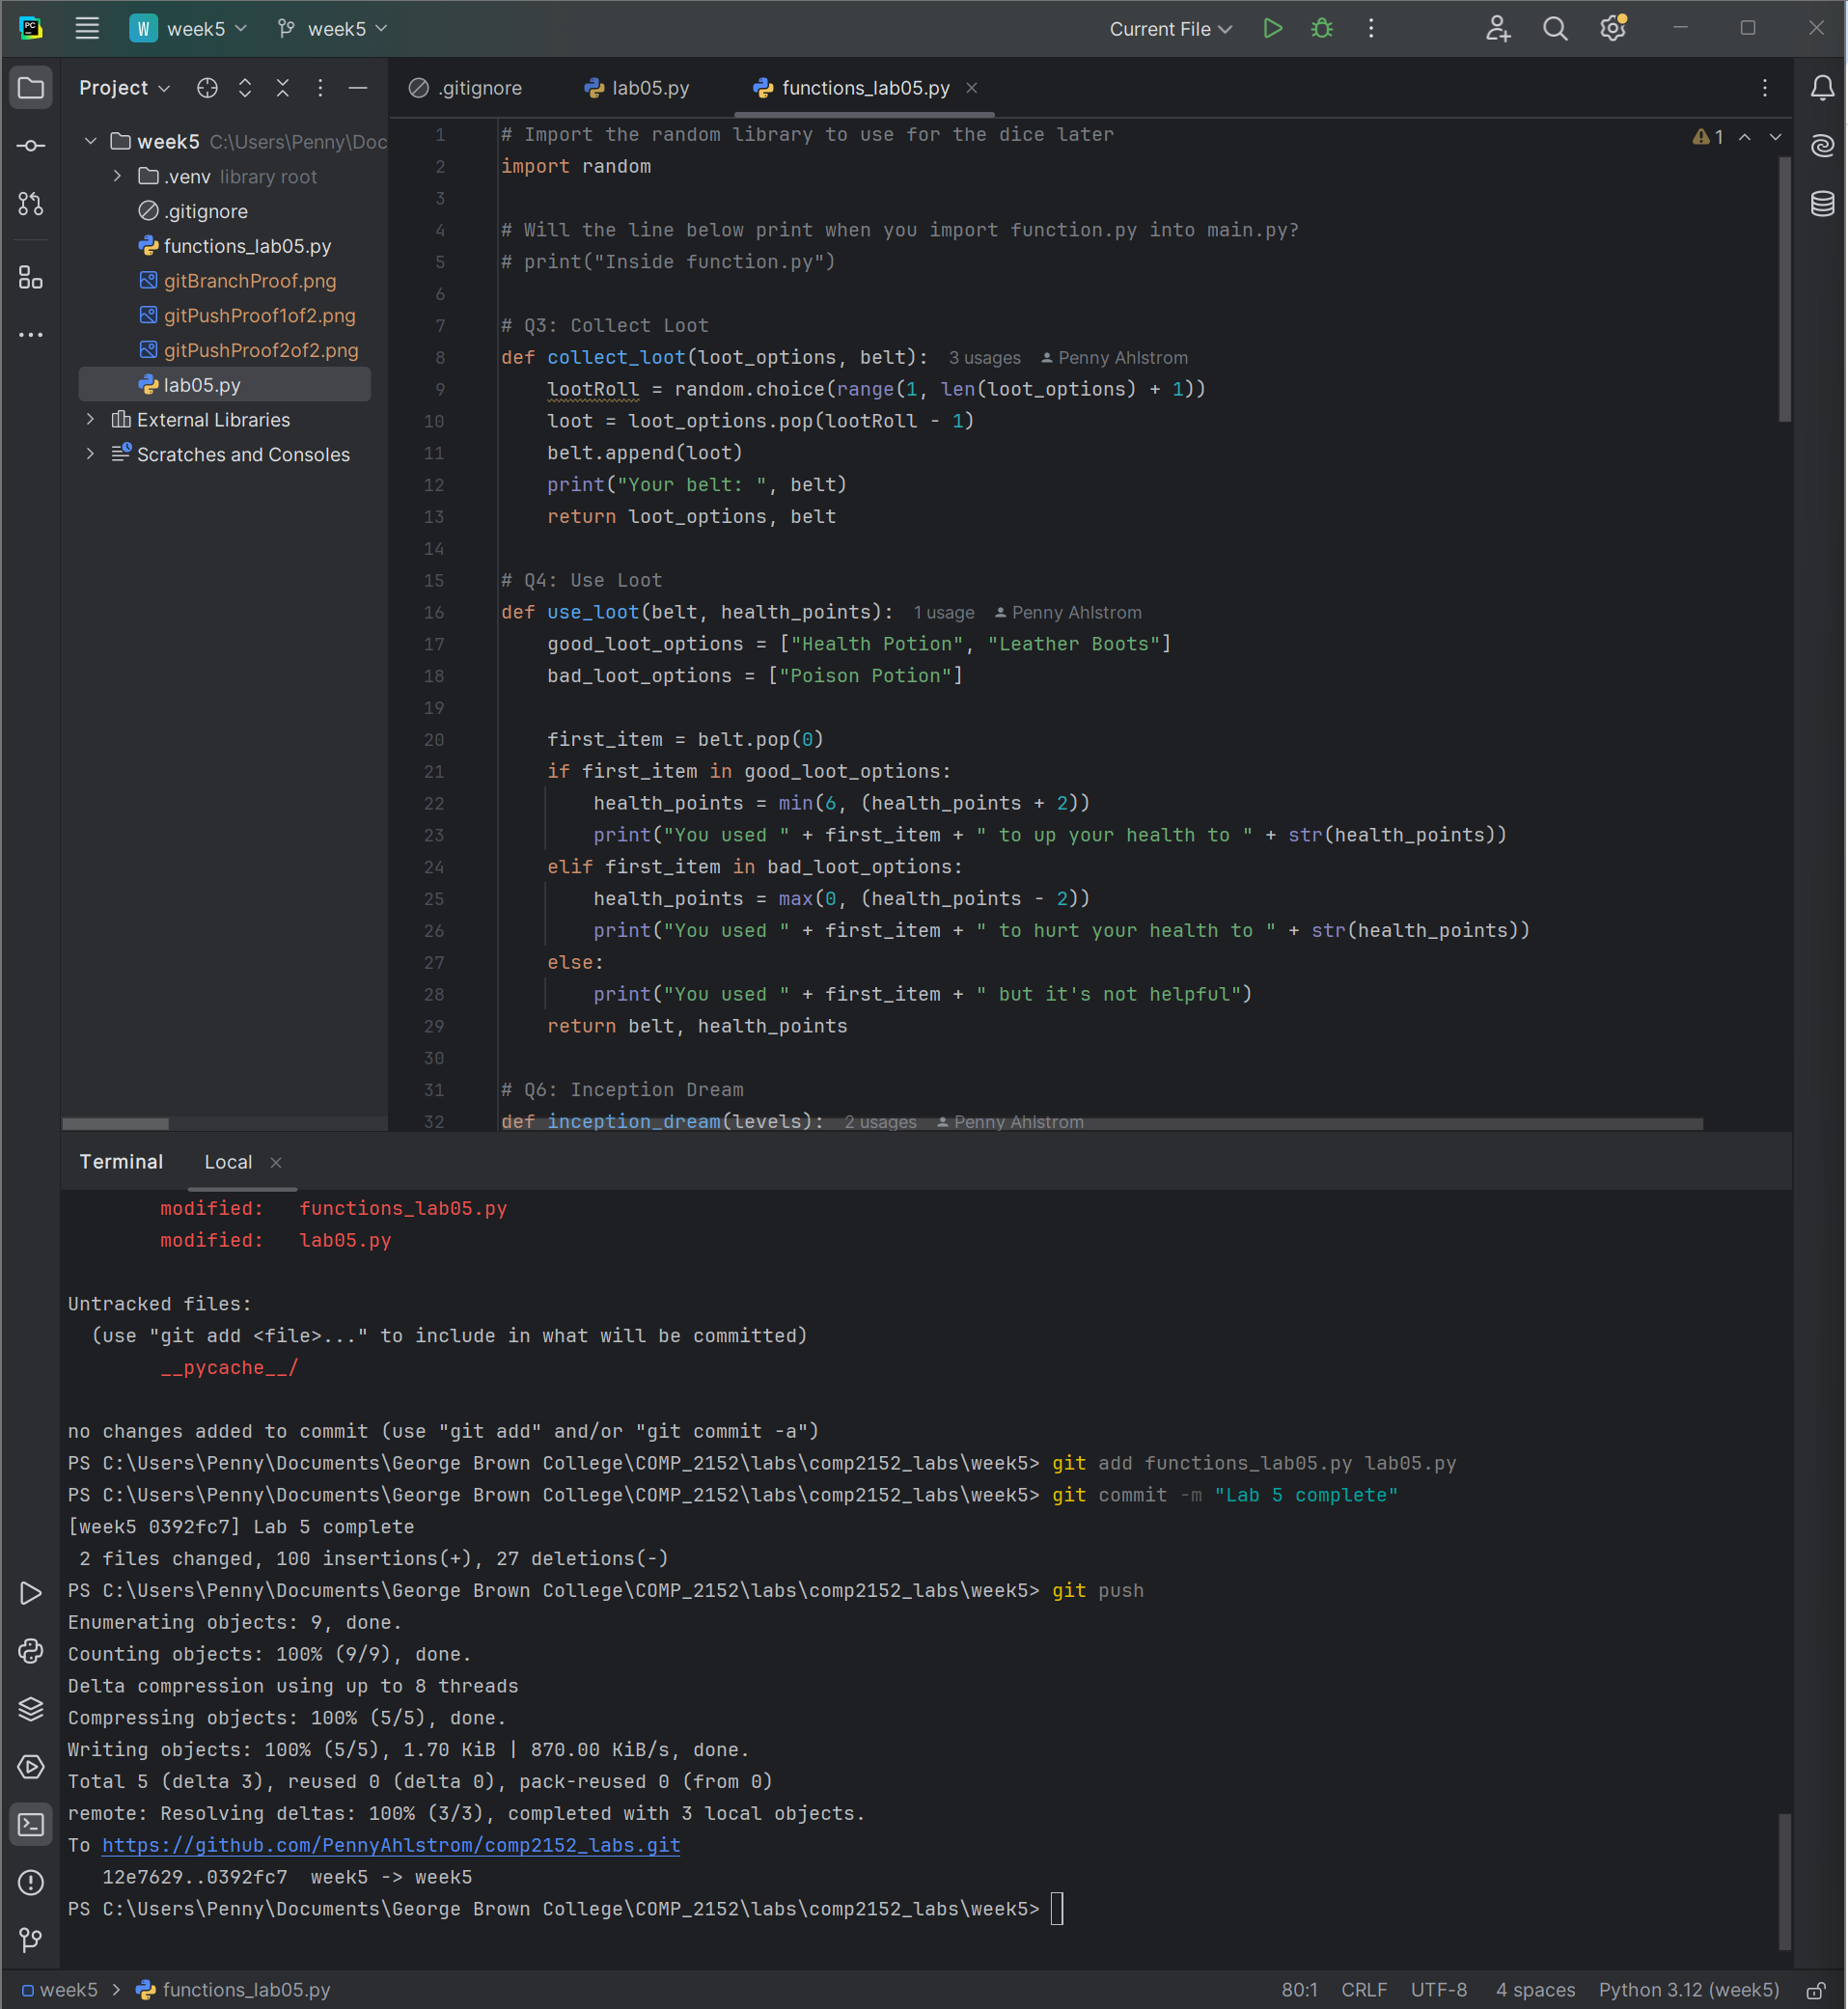 W week5 week5 Current File
Project
.gitignore lab05.py functions_lab05.py
week5 C:\Users\Penny\Doc
.venv library root
.gitignore
functions_lab05.py
gitBranchProof.png
gitPushProof1of2.png
gitPushProof2of2.png
lab05.py
External Libraries
Scratches and Consoles
1
1 # Import the random library to use for the dice later
2 import random
3
4 # Will the line below print when you import function.py into main.py?
5 # print("Inside function.py")
6
7 # Q3: Collect Loot
8 def collect_loot(loot_options, belt): 3 usages Penny Ahlstrom
9     lootRoll = random.choice(range(1, len(loot_options) + 1))
10     loot = loot_options.pop(lootRoll - 1)
11     belt.append(loot)
12     print("Your belt: ", belt)
13     return loot_options, belt
14
15 # Q4: Use Loot
16 def use_loot(belt, health_points): 1 usage Penny Ahlstrom
17     good_loot_options = ["Health Potion", "Leather Boots"]
18     bad_loot_options = ["Poison Potion"]
19
20     first_item = belt.pop(0)
21     if first_item in good_loot_options:
22         health_points = min(6, (health_points + 2))
23         print("You used " + first_item + " to up your health to " + str(health_points))
24     elif first_item in bad_loot_options:
25         health_points = max(0, (health_points - 2))
26         print("You used " + first_item + " to hurt your health to " + str(health_points))
27     else:
28         print("You used " + first_item + " but it's not helpful")
29     return belt, health_points
30
31 # Q6: Inception Dream
32 def inception_dream(levels): 2 usages Penny Ahlstrom
Terminal Local
modified:   functions_lab05.py
modified:   lab05.py
Untracked files:
(use "git add <file>..." to include in what will be committed)
__pycache__/
no changes added to commit (use "git add" and/or "git commit -a")
PS C:\Users\Penny\Documents\George Brown College\COMP_2152\labs\comp2152_labs\week5> git add functions_lab05.py lab05.py
PS C:\Users\Penny\Documents\George Brown College\COMP_2152\labs\comp2152_labs\week5> git commit -m "Lab 5 complete"
[week5 0392fc7] Lab 5 complete
2 files changed, 100 insertions(+), 27 deletions(-)
PS C:\Users\Penny\Documents\George Brown College\COMP_2152\labs\comp2152_labs\week5> git push
Enumerating objects: 9, done.
Counting objects: 100% (9/9), done.
Delta compression using up to 8 threads
Compressing objects: 100% (5/5), done.
Writing objects: 100% (5/5), 1.70 KiB | 870.00 KiB/s, done.
Total 5 (delta 3), reused 0 (delta 0), pack-reused 0 (from 0)
remote: Resolving deltas: 100% (3/3), completed with 3 local objects.
To https://github.com/PennyAhlstrom/comp2152_labs.git
12e7629..0392fc7  week5 -> week5
PS C:\Users\Penny\Documents\George Brown College\COMP_2152\labs\comp2152_labs\week5>
week5 > functions_lab05.py 80:1 CRLF UTF-8 4 spaces Python 3.12 (week5)